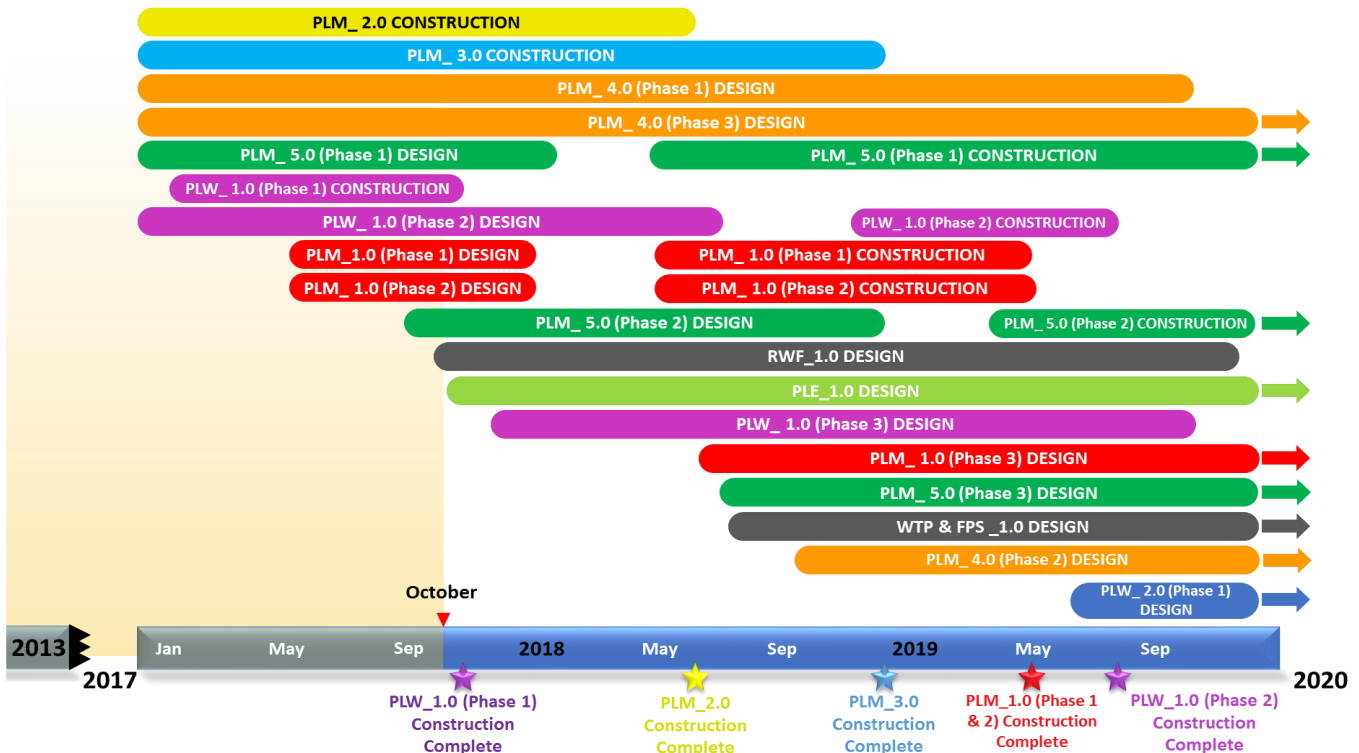 PLM_ 2.0 CONSTRUCTION
PLM_ 3.0 CONSTRUCTION
PLM_ 4.0 (Phase 1) DESIGN
PLM_ 4.0 (Phase 3) DESIGN
PLM_ 5.0 (Phase 1) DESIGN
PLM_ 5.0 (Phase 1) CONSTRUCTION
PLW_ 1.0 (Phase 1) CONSTRUCTION
PLW_ 1.0 (Phase 2) DESIGN
PLW_ 1.0 (Phase 2) CONSTRUCTION
PLM_1.0 (Phase 1) DESIGN
PLM_ 1.0 (Phase 1) CONSTRUCTION
PLM_ 1.0 (Phase 2) DESIGN
PLM_ 1.0 (Phase 2) CONSTRUCTION
PLM_ 5.0 (Phase 2) DESIGN
PLM_ 5.0 (Phase 2) CONSTRUCTION
RWF_1.0 DESIGN
PLE_1.0 DESIGN
PLW_ 1.0 (Phase 3) DESIGN
PLM_ 1.0 (Phase 3) DESIGN
PLM_ 5.0 (Phase 3) DESIGN
WTP & FPS _1.0 DESIGN
PLM_ 4.0 (Phase 2) DESIGN
PLW_ 2.0 (Phase 1)
DESIGN
October
2013
Jan
May
Sep
2018
May
Sep
2019
May
Sep
2017
2020
PLW_1.0 (Phase 1)
Construction
Complete
PLM_2.0
Construction
Complete
PLM_3.0
Construction
Complete
PLM_1.0 (Phase 1
& 2) Construction
Complete
PLW_1.0 (Phase 2)
Construction
Complete